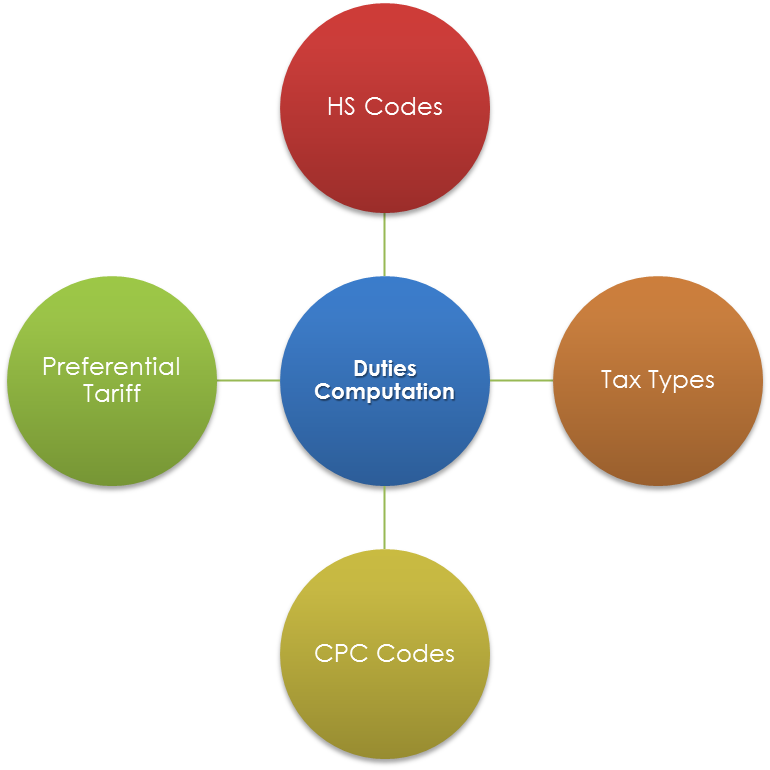 HS Codes
Preferential
Tariff
Duties
Computation
Tax Types
CPC Codes